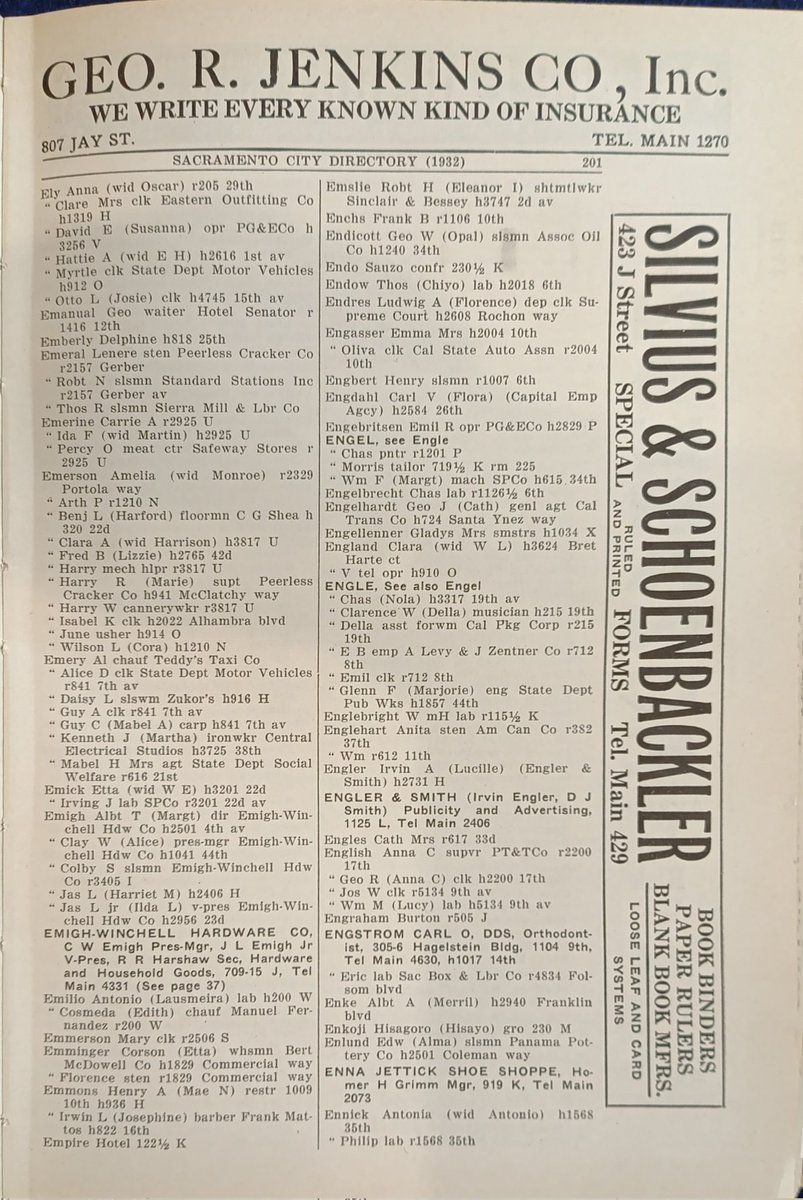 GEO. R. JENKINS CO., Inc.
WE WRITE EVERY KNOWN KIND OF INSURANCE
807 JAY ST. TEL. MAIN 1270
SACRAMENTO CITY DIRECTORY (1932) 201
Ely Anna (wid Oscar) r205 29th
" Clare Mrs clk Eastern Outfitting Co
h1319 H
" David E (Susanna) opr PG&ECo h
3256 V
" Hattie A (wid E H) h2616 1st av
" Myrtle clk State Dept Motor Vehicles
h912 O
" Otto L (Josie) clk h4745 15th av
Emanual Geo waiter Hotel Senator r
1416 12th
Emberly Delphine h818 25th
Emeral Lenere sten Peerless Cracker Co
r2157 Gerber
" Robt N slsmn Standard Stations Inc
r2157 Gerber av
" Thos R slsmn Sierra Mill & Lbr Co
Emerine Carrie A r2925 U
" Ida F (wid Martin) h2925 U
" Percy O meat ctr Safeway Stores r
2925 U
Emerson Amelia (wid Monroe) r2329
Portola way
" Arth P r1210 N
" Benj L (Harford) floormn C G Shea h
320 22d
" Clara A (wid Harrison) h3817 U
" Fred B (Lizzie) h2765 42d
" Harry mech hlpr r3817 U
" Harry R (Marie) supt Peerless
Cracker Co h941 McClatchy way
" Harry W cannerywkr r3817 U
" Isabel K clk h2022 Alhambra blvd
" June usher h914 O
" Wilson L (Cora) h1210 N
Emery Al chauf Teddy's Taxi Co
" Alice D clk State Dept Motor Vehicles
r841 7th av
" Daisy L slswm Zukor's h916 H
" Guy A clk r841 7th av
" Guy C (Mabel A) carp h841 7th av
" Kenneth J (Martha) ironwkr Central
Electrical Studios h3725 38th
" Mabel H Mrs agt State Dept Social
Welfare r616 21st
Emick Etta (wid W E) h3201 22d
" Irving J lab SPCo r3201 22d av
Emigh Albt T (Margt) dir Emigh-Win-
chell Hdw Co h2501 4th av
" Clay W (Alice) pres-mgr Emigh-Win-
chell Hdw Co h1041 44th
" Colby S slsmn Emigh-Winchell Hdw
Co r3405 I
" Jas L (Harriet M) h2406 H
" Jas L jr (Ilda L) v-pres Emigh-Win-
chell Hdw Co h2956 23d
EMIGH-WINCHELL HARDWARE CO,
C W Emigh Pres-Mgr, J L Emigh Jr
V-Pres, R R Harshaw Sec, Hardware
and Household Goods, 709-15 J, Tel
Main 4331 (See page 37)
Emilio Antonio (Lausmeira) lab h200 W
" Cosmeda (Edith) chauf Manuel Fer-
nandez r200 W
Emmerson Mary clk r2506 S
Emminger Corson (Etta) whsmn Bert
McDowell Co h1829 Commercial way
" Florence sten r1829 Commercial way
Emmons Henry A (Mae N) restr 1009
10th h936 H
" Irwin L (Josephine) barber Frank Mat-
tos h822 16th
Empire Hotel 122½ K
Emslie Robt H (Eleanor I) shtmtlwkr
Sinclair & Bessey h3747 2d av
Enchs Frank B r1106 10th
Endicott Geo W (Opal) slsmn Assoc Oil
Co h1240 34th
Endo Sauzo confr 230½ K
Endow Thos (Chiyo) lab h2018 6th
Endres Ludwig A (Florence) dep clk Su-
preme Court h2608 Rochon way
Engasser Emma Mrs h2004 10th
" Oliva clk Cal State Auto Assn r2004
10th
Engbert Henry slsmn r1007 6th
Engdahl Carl V (Flora) (Capital Emp
Agcy) h2584 26th
Engebritsen Emil R opr PG&ECo h2829 P
ENGEL, see Engle
" Chas pntr r1201 P
" Morris tailor 719½ K rm 225
" Wm F (Margt) mach SPCo h615 34th
Engelbrecht Chas lab r1126½ 6th
Engelhardt Geo J (Cath) genl agt Cal
Trans Co h724 Santa Ynez way
Engellenner Gladys Mrs smstrs h1034 X
England Clara (wid W L) h3624 Bret
Harte ct
" V tel opr h910 O
ENGLE, See also Engel
" Chas (Nola) h3317 19th av
" Clarence W (Della) musician h215 19th
" Della asst forwm Cal Pkg Corp r215
19th
" E B emp A Levy & J Zentner Co r712
8th
" Emil clk r712 8th
" Glenn F (Marjorie) eng State Dept
Pub Wks h1857 44th
Englebright W mH lab r115½ K
Englehart Anita sten Am Can Co r382
37th
" Wm r612 11th
Engler Irvin A (Lucille) (Engler &
Smith) h2731 H
ENGLER & SMITH (Irvin Engler, D J
Smith) Publicity and Advertising,
1125 L, Tel Main 2406
Engles Cath Mrs r617 33d
English Anna C supvr PT&TCo r2200
17th
" Geo R (Anna C) clk h2200 17th
" Jos W clk r5134 9th av
" Wm M (Lucy) lab h5134 9th av
Engraham Burton r505 J
ENGSTROM CARL O, DDS, Orthodont-
ist, 305-6 Hagelstein Bldg, 1104 9th,
Tel Main 4630, h1017 14th
" Eric lab Sac Box & Lbr Co r4834 Fol-
som blvd
Enke Albt A (Merril) h2940 Franklin
blvd
Enkoji Hisagoro (Hisayo) gro 230 M
Enlund Edw (Alma) slsmn Panama Pot-
tery Co h2501 Coleman way
ENNA JETTICK SHOE SHOPPE, Ho-
mer H Grimm Mgr, 919 K, Tel Main
2073
Ennick Antonia (wid Antonio) h1568
35th
" Philip lab r1568 35th
SILVIUS & SCHOENBACKLER
423 J Street SPECIAL RULED AND PRINTED FORMS Tel. Main 429
BOOK BINDERS
PAPER RULERS
BLANK BOOK MFRS.
LOOSE LEAF AND CARD
SYSTEMS